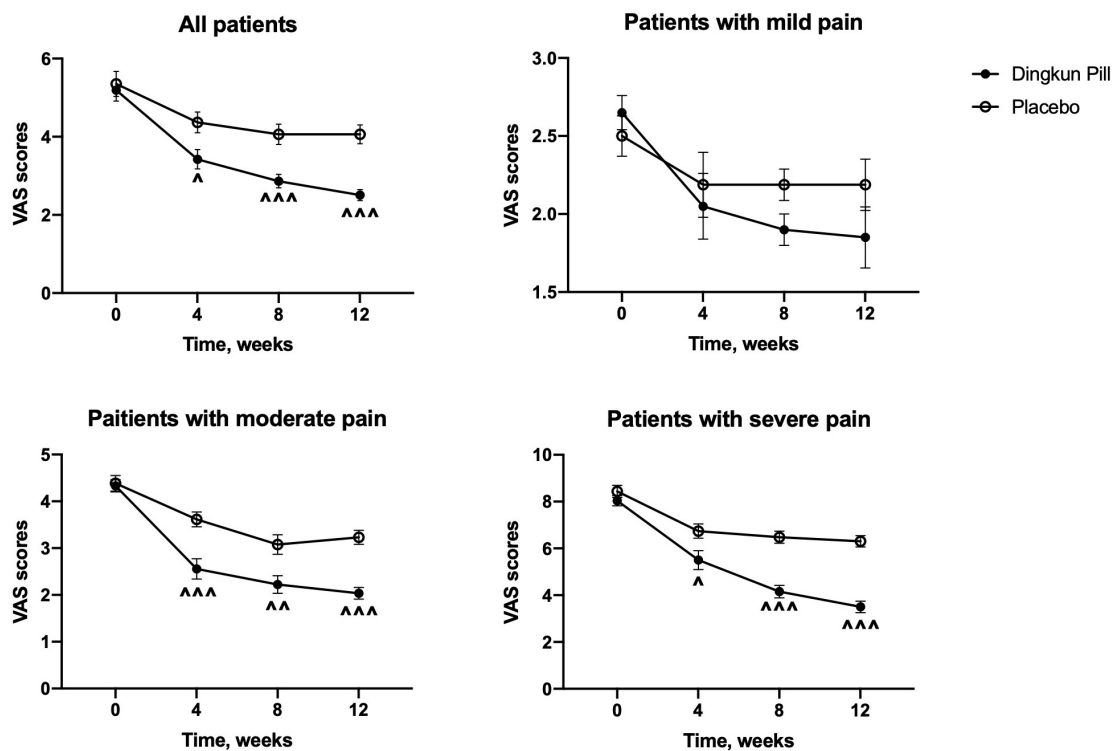 All patients
6
4
2
0
VAS scores
^
^^^
^^^
0 4 8 12
Time, weeks
Patients with mild pain
3.0
2.5
2.0
1.5
VAS scores
0 4 8 12
Time, weeks
Dingkun Pill
Placebo
Paitients with moderate pain
5
4
3
2
1
0
VAS scores
^^^
^^
^^^
0 4 8 12
Time, weeks
Patients with severe pain
10
8
6
4
2
0
VAS scores
^
^^^
^^^
0 4 8 12
Time, weeks